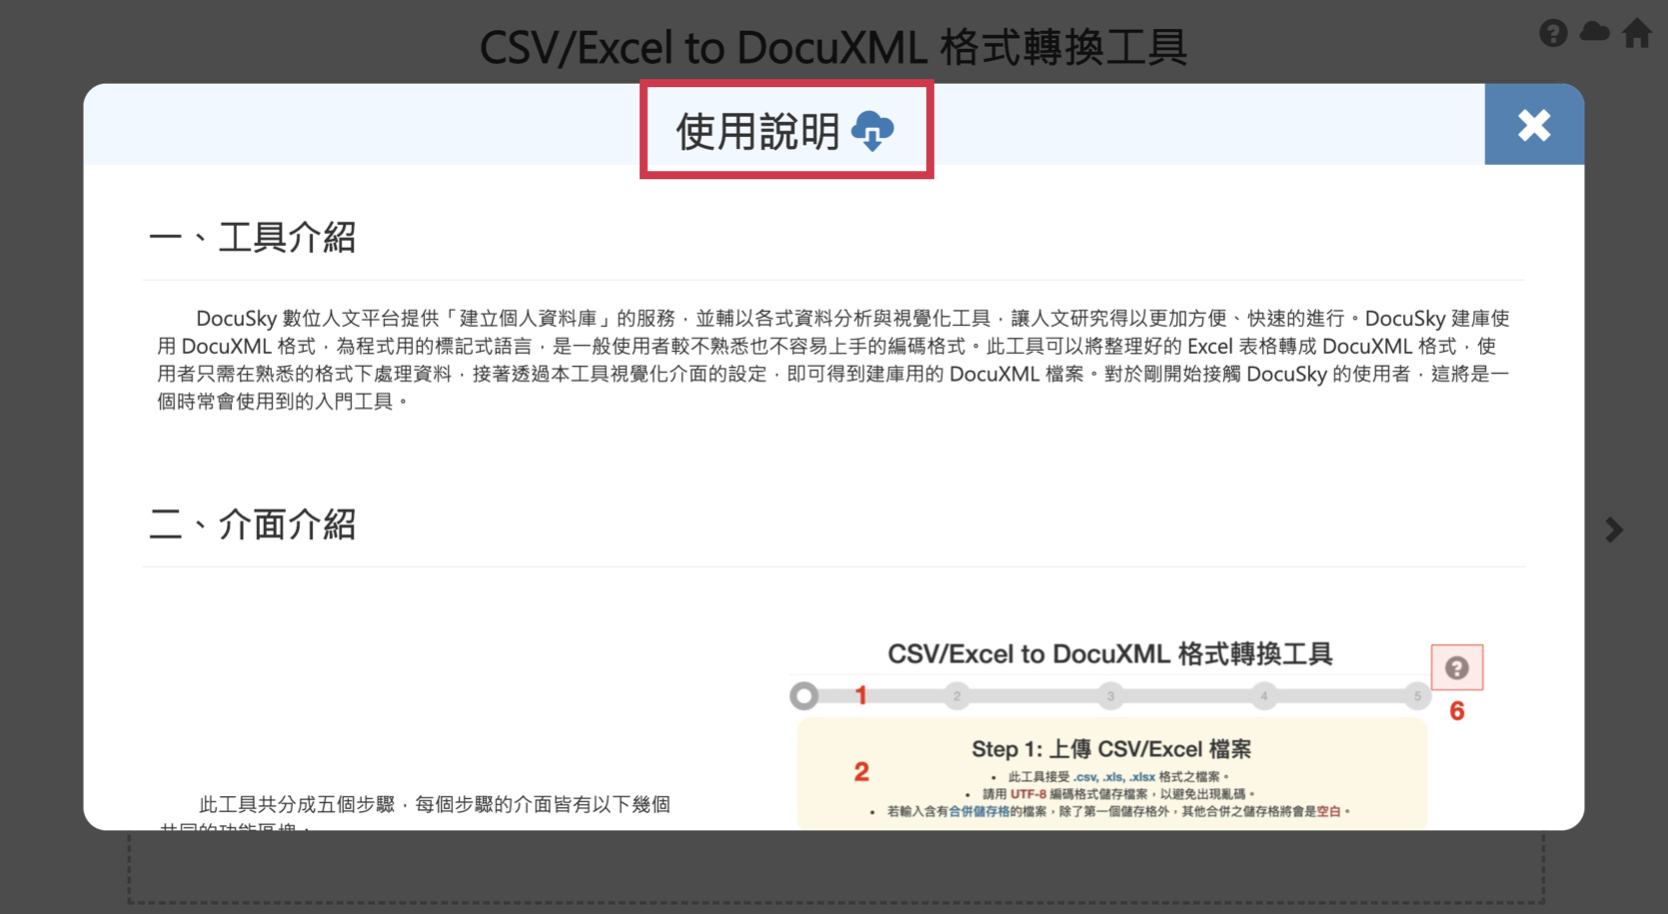 CSV/Excel to DocuXML 格式轉換工具
使用說明
一、工具介紹
DocuSky 數位人文平台提供「建立個人資料庫」的服務，並輔以各式資料分析與視覺化工具，讓人文研究得以更加方便、快速的進行。DocuSky 建庫使
用 DocuXML 格式，為程式用的標記式語言，是一般使用者較不熟悉也不容易上手的編碼格式。此工具可以將整理好的 Excel 表格轉成 DocuXML 格式，使
用者只需在熟悉的格式下處理資料，接著透過本工具視覺化介面的設定，即可得到建庫用的 DocuXML 檔案。對於剛開始接觸 DocuSky 的使用者，這將是一
個時常會使用到的入門工具。
二、介面介紹
CSV/Excel to DocuXML 格式轉換工具
1 2 3 4 5
6
Step 1: 上傳 CSV/Excel 檔案
2
• 此工具接受 .csv, .xls, .xlsx 格式之檔案。
• 請用 UTF-8 編碼格式儲存檔案，以避免出現亂碼。
• 若輸入含有合併儲存格的檔案，除了第一個儲存格外，其他合併之儲存格將會是空白。
此工具共分成五個步驟，每個步驟的介面皆有以下幾個
共同的功能區塊：